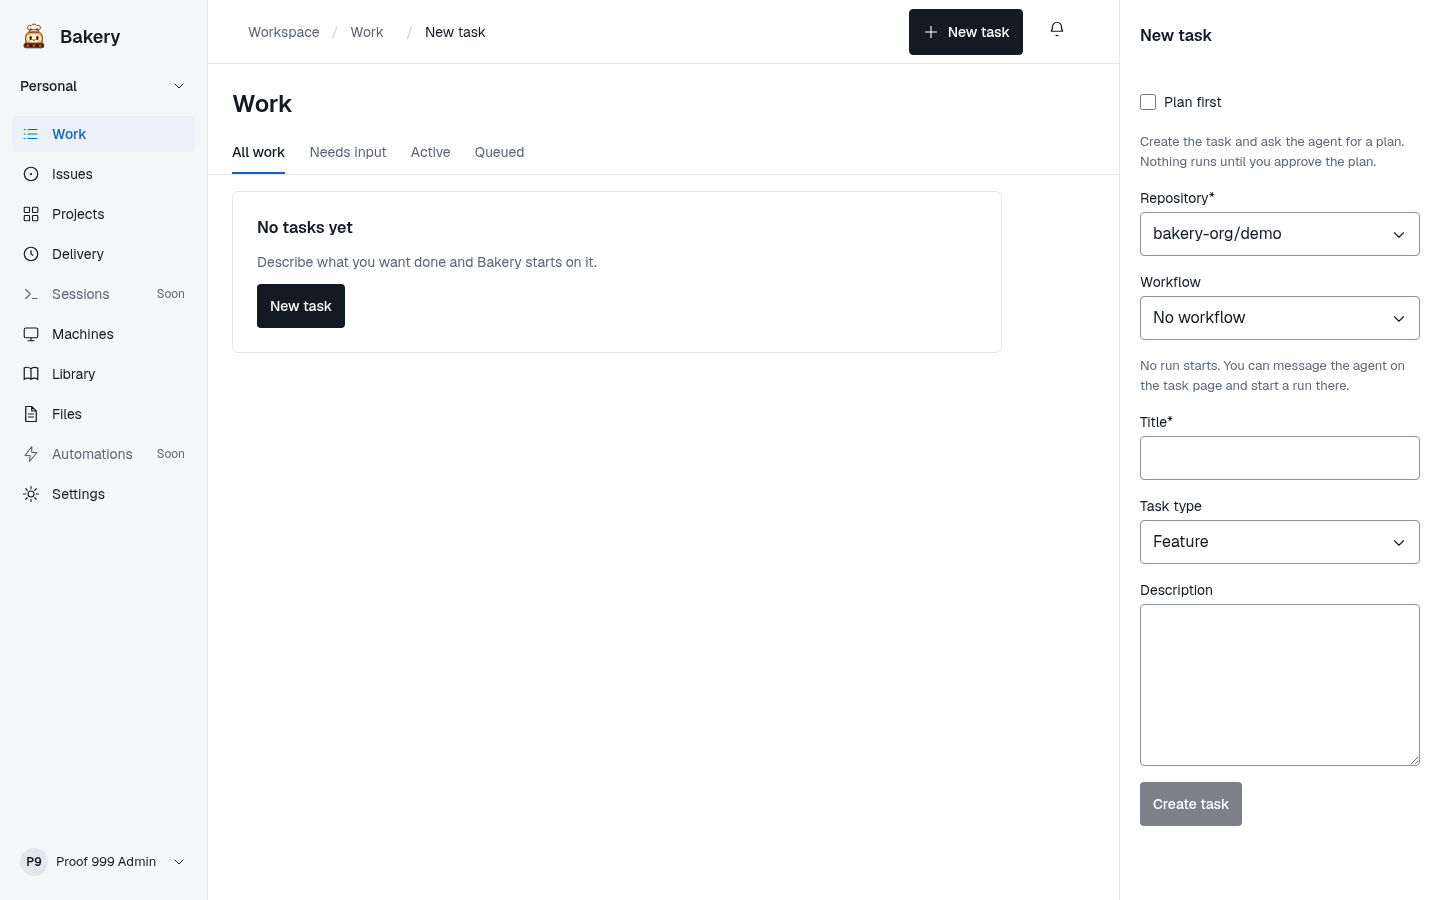 Bakery
Personal
Work
Issues
Projects
Delivery
Sessions Soon
Machines
Library
Files
Automations Soon
Settings
P9 Proof 999 Admin
Workspace / Work / New task
New task
Work
All work Needs input Active Queued
No tasks yet
Describe what you want done and Bakery starts on it.
New task
New task
Plan first
Create the task and ask the agent for a plan.
Nothing runs until you approve the plan.
Repository*
bakery-org/demo
Workflow
No workflow
No run starts. You can message the agent on
the task page and start a run there.
Title*
Task type
Feature
Description
Create task